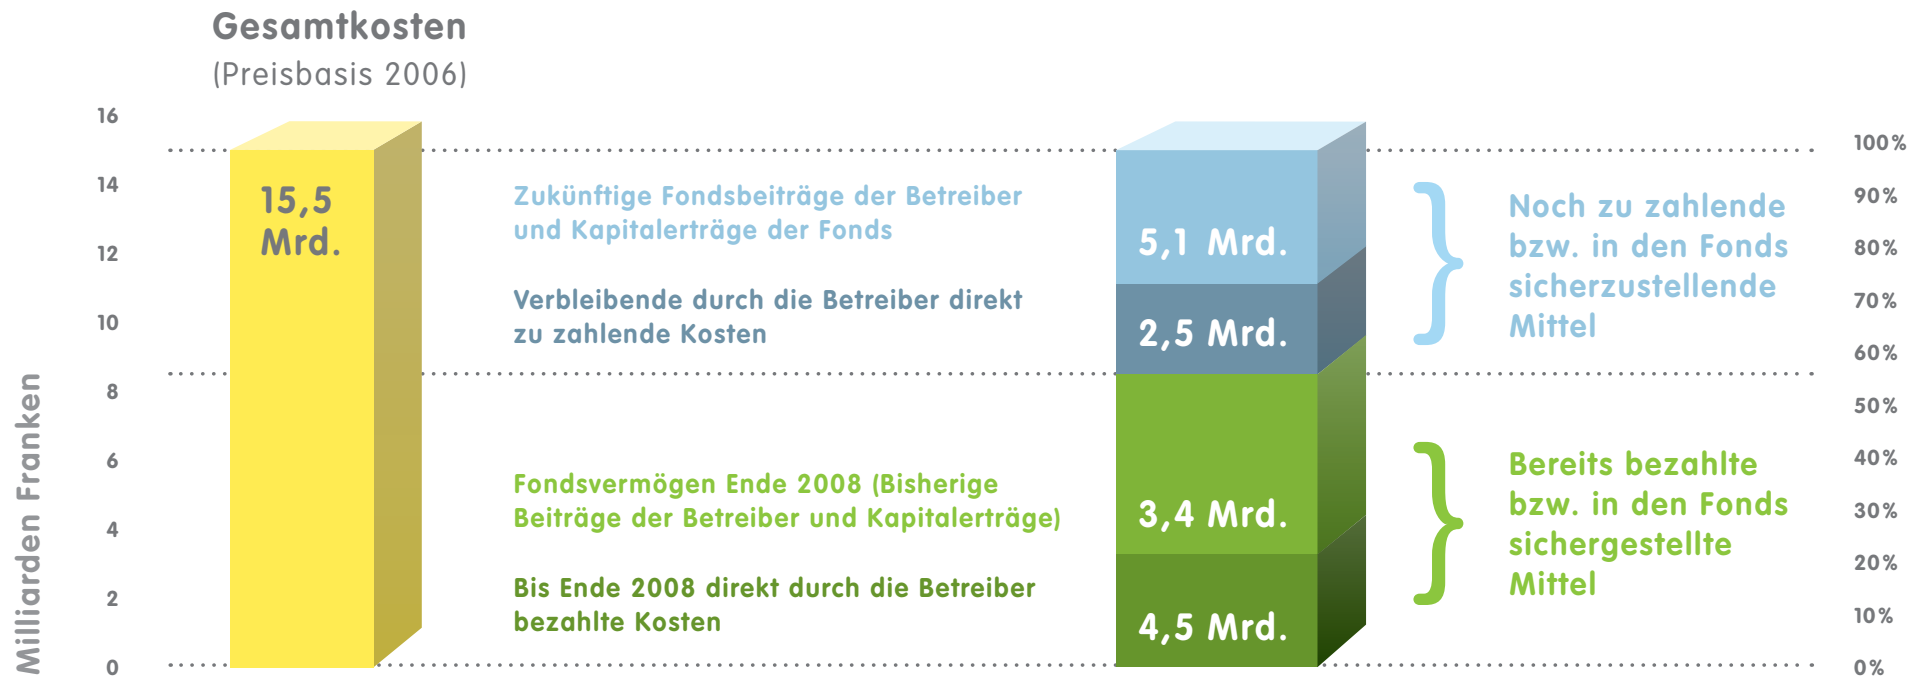 Gesamtkosten
(Preisbasis 2006)
Milliarden Franken
16
14
12
10
8
6
4
2
0
15,5
Mrd.
Zukünftige Fondsbeiträge der Betreiber
und Kapitalerträge der Fonds
Verbleibende durch die Betreiber direkt
zu zahlende Kosten
Fondsvermögen Ende 2008 (Bisherige
Beiträge der Betreiber und Kapitalerträge)
Bis Ende 2008 direkt durch die Betreiber
bezahlte Kosten
5,1 Mrd.
2,5 Mrd.
3,4 Mrd.
4,5 Mrd.
Noch zu zahlende
bzw. in den Fonds
sicherzustellende
Mittel
Bereits bezahlte
bzw. in den Fonds
sichergestellte
Mittel
100%
90%
80%
70%
60%
50%
40%
30%
20%
10%
0%